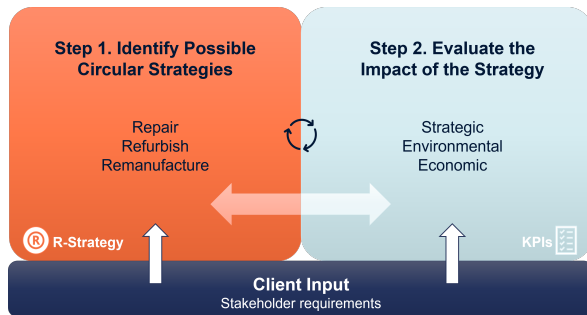 Step 1. Identify Possible
Circular Strategies
Repair
Refurbish
Remanufacture
R R-Strategy
Step 2. Evaluate the
Impact of the Strategy
Strategic
Environmental
Economic
KPIs
Client Input
Stakeholder requirements